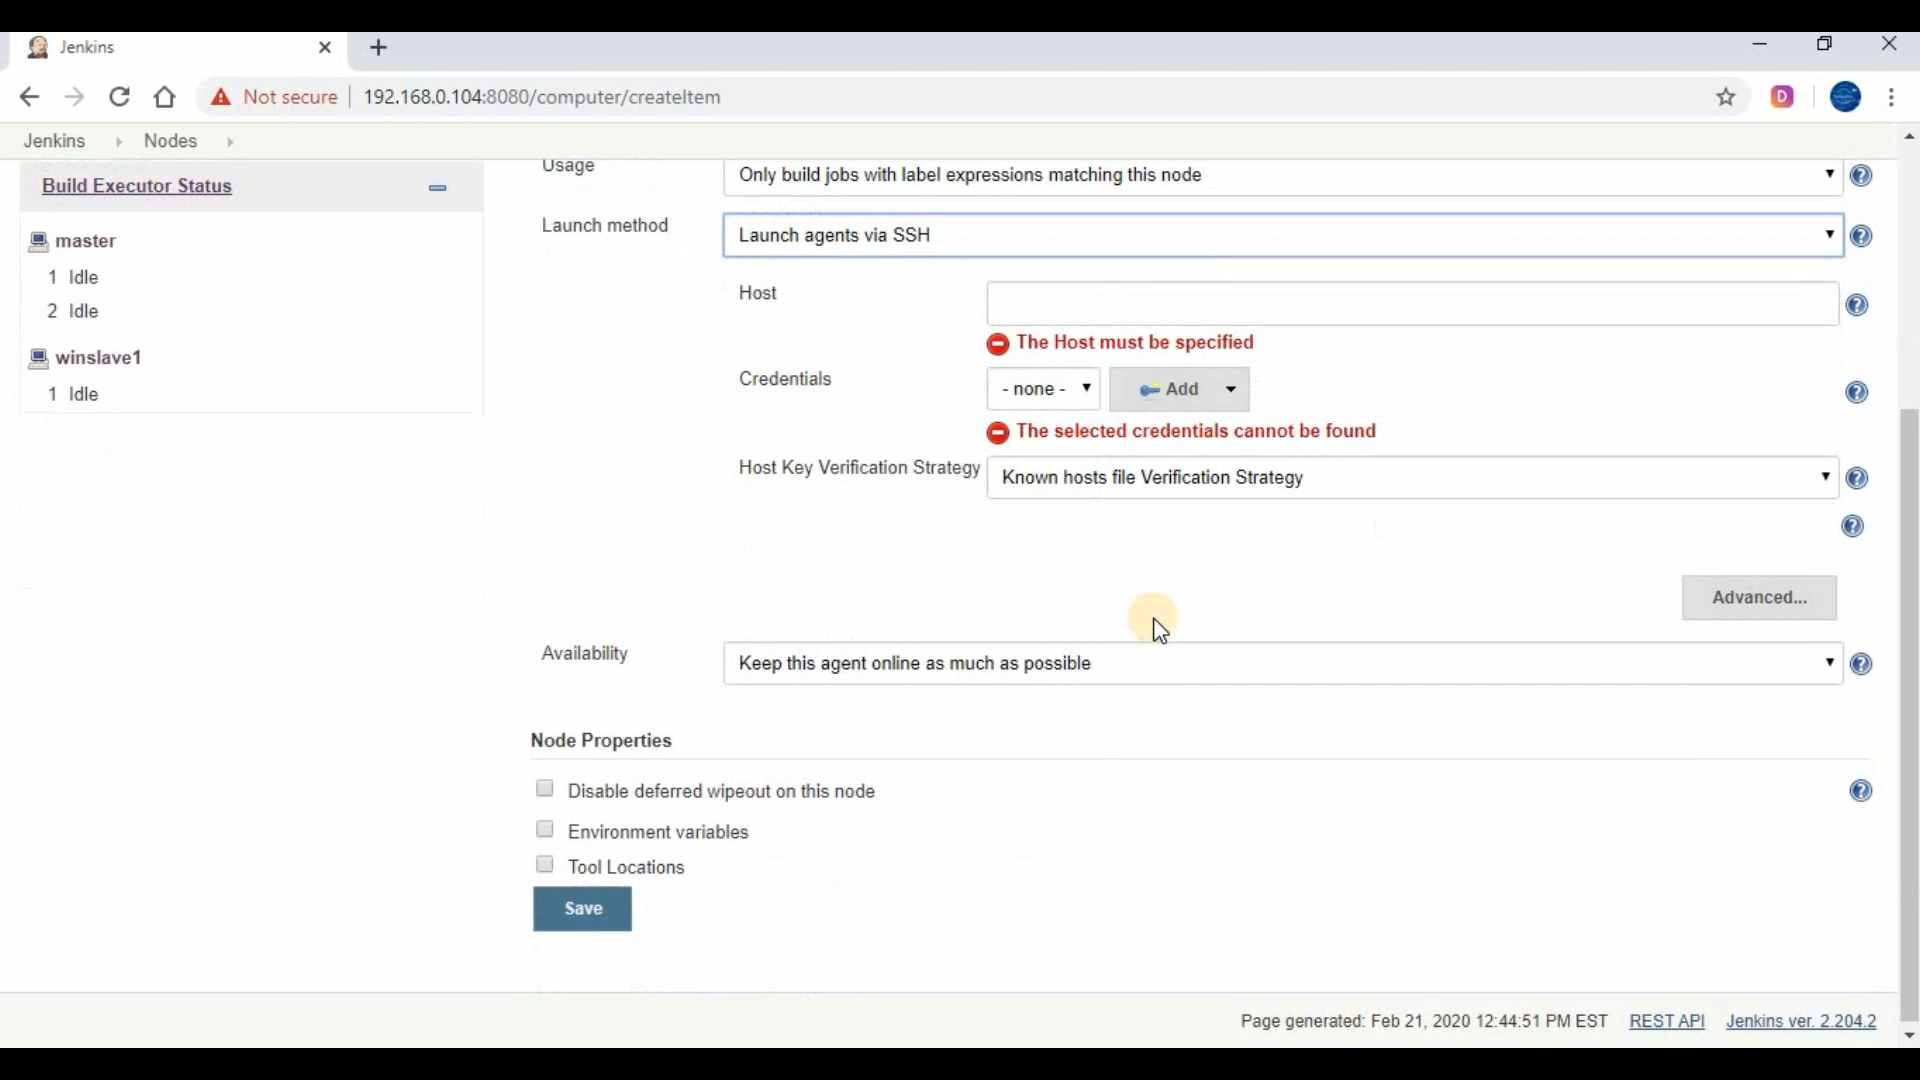 Jenkins
Not secure
192.168.0.104:8080/computer/createItem
D
Jenkins
Nodes
Build Executor Status
master
1 Idle
2 Idle
winslave1
1 Idle
Usage
Only build jobs with label expressions matching this node
Launch method
Launch agents via SSH
Host
The Host must be specified
Credentials
- none -
Add
The selected credentials cannot be found
Host Key Verification Strategy
Known hosts file Verification Strategy
Advanced...
Availability
Keep this agent online as much as possible
Node Properties
Disable deferred wipeout on this node
Environment variables
Tool Locations
Save
Page generated: Feb 21, 2020 12:44:51 PM EST REST API Jenkins ver. 2.204.2